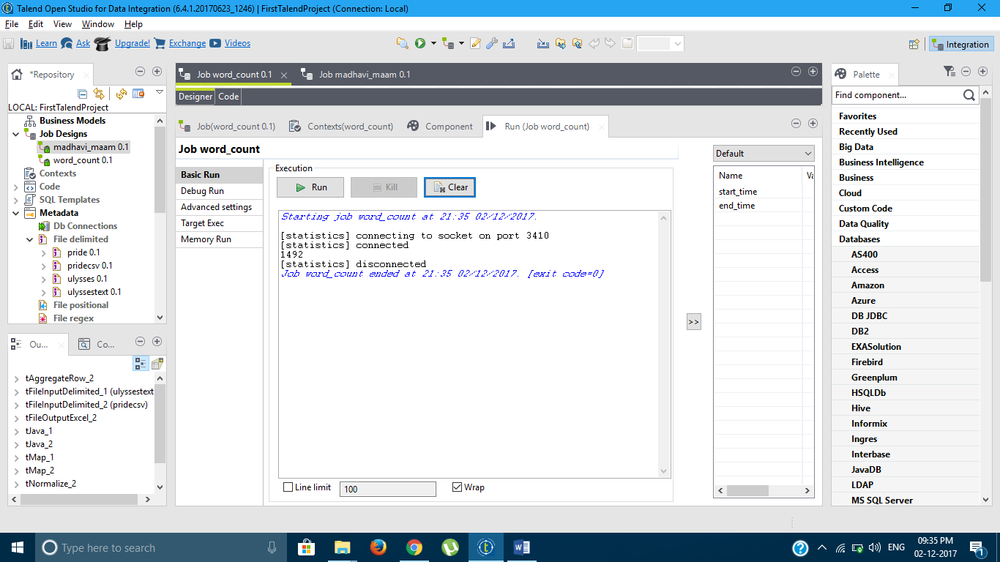 Talend Open Studio for Data Integration (6.4.1.20170623_1246) | FirstTalendProject (Connection: Local)
File Edit View Window Help
Learn Ask Upgrade! Exchange Videos
Integration
*Repository
LOCAL: FirstTalendProject
Business Models
Job Designs
madhavi_maam 0.1
word_count 0.1
Contexts
Code
SQL Templates
Metadata
Db Connections
File delimited
pride 0.1
pridecsv 0.1
ulysses 0.1
ulyssestext 0.1
File positional
File regex
Ou...
Co...
tAggregateRow_2
tFileInputDelimited_1 (ulyssestext
tFileInputDelimited_2 (pridecsv)
tFileOutputExcel_2
tJava_1
tJava_2
tMap_1
tMap_2
tNormalize_2
Job word_count 0.1
Job madhavi_maam 0.1
Designer Code
Job(word_count 0.1)
Contexts(word_count)
Component
Run (Job word_count)
Job word_count
Basic Run
Debug Run
Advanced settings
Target Exec
Memory Run
Execution
Run
Kill
Clear
Starting job word_count at 21:35 02/12/2017.
[statistics] connecting to socket on port 3410
[statistics] connected
1492
[statistics] disconnected
Job word_count ended at 21:35 02/12/2017. [exit code=0]
Line limit
100
Wrap
>>
Default
Name
Va
start_time
end_time
Palette
Find component...
Favorites
Recently Used
Big Data
Business Intelligence
Business
Cloud
Custom Code
Data Quality
Databases
AS400
Access
Amazon
Azure
DB JDBC
DB2
EXASolution
Firebird
Greenplum
HSQLDb
Hive
Informix
Ingres
Interbase
JavaDB
LDAP
MS SQL Server
Type here to search
ENG
09:35 PM
02-12-2017
1